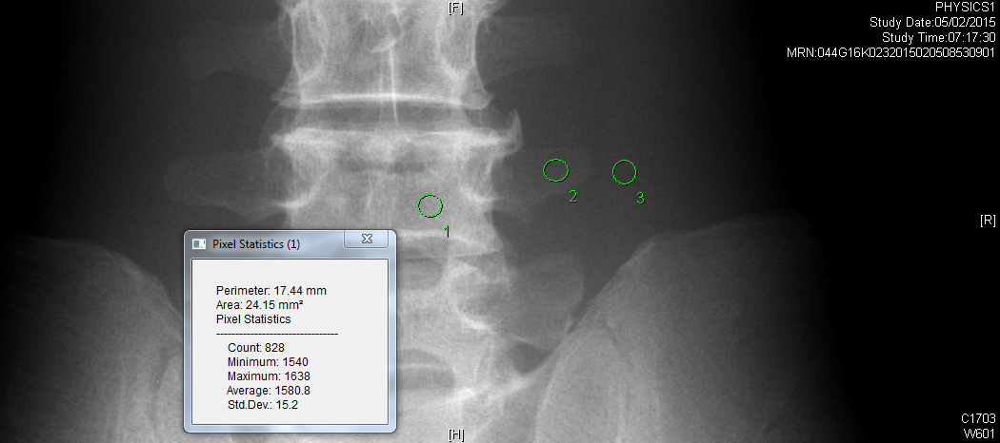 [F]
PHYSICS1
Study Date:05/02/2015
Study Time:07:17:30
MRN:044G16K0232015020508530901
2
3
[R]
1
Pixel Statistics (1)
x
Perimeter: 17.44 mm
Area: 24.15 mm²
Pixel Statistics
--------------------------------
Count: 828
Minimum: 1540
Maximum: 1638
Average: 1580.8
Std.Dev.: 15.2
C1703
W601
[H]